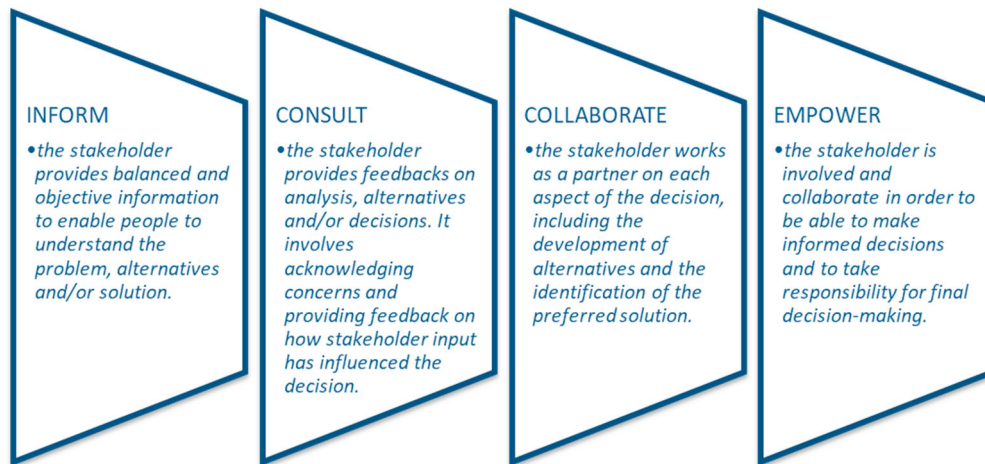 INFORM
•the stakeholder
provides balanced and
objective information
to enable people to
understand the
problem, alternatives
and/or solution.
CONSULT
•the stakeholder
provides feedbacks on
analysis, alternatives
and/or decisions. It
involves
acknowledging
concerns and
providing feedback on
how stakeholder input
has influenced the
decision.
COLLABORATE
•the stakeholder works
as a partner on each
aspect of the decision,
including the
development of
alternatives and the
identification of the
preferred solution.
EMPOWER
•the stakeholder is
involved and
collaborate in order to
be able to make
informed decisions
and to take
responsibility for final
decision-making.